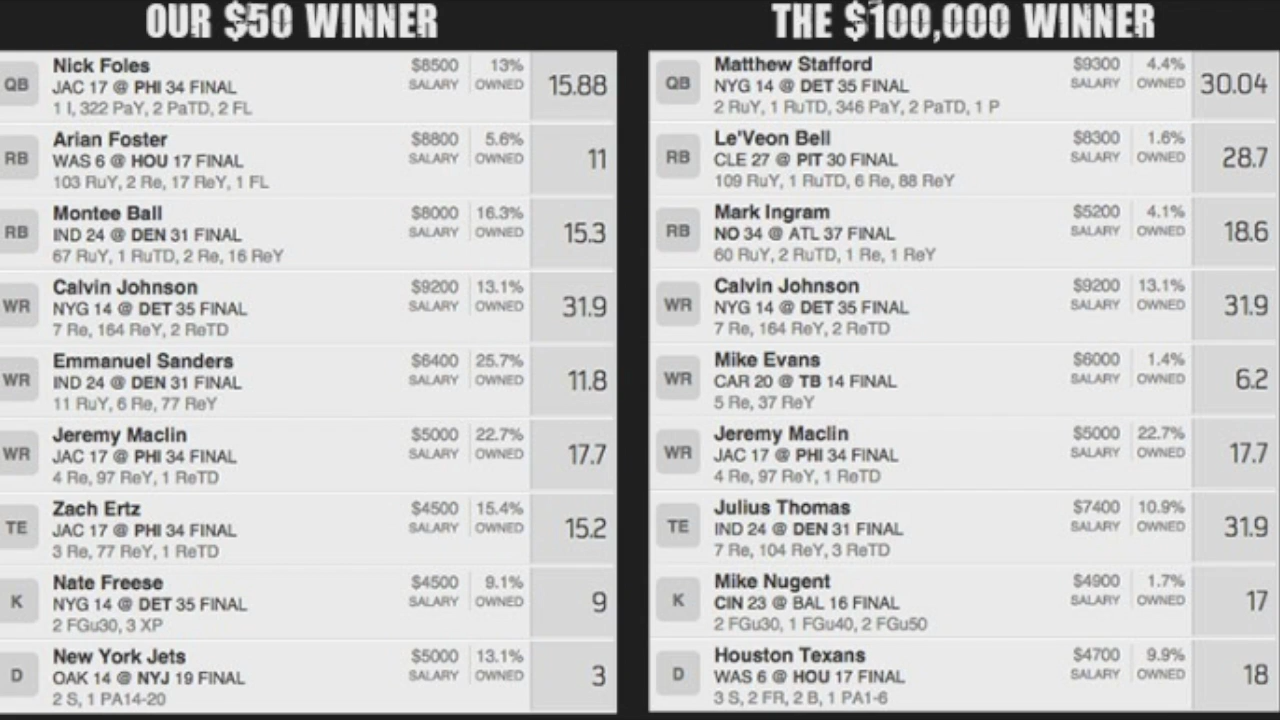 OUR $50 WINNER
QB
Nick Foles
$8500 13%
JAC 17 @ PHI 34 FINAL
SALARY OWNED
1 I, 322 PaY, 2 PaTD, 2 FL
15.88
RB
Arian Foster
$8800 5.6%
WAS 6 @ HOU 17 FINAL
SALARY OWNED
103 RuY, 2 Re, 17 ReY, 1 FL
11
RB
Montee Ball
$8000 16.3%
IND 24 @ DEN 31 FINAL
SALARY OWNED
67 RuY, 1 RuTD, 2 Re, 16 ReY
15.3
WR
Calvin Johnson
$9200 13.1%
NYG 14 @ DET 35 FINAL
SALARY OWNED
7 Re, 164 ReY, 2 ReTD
31.9
WR
Emmanuel Sanders
$6400 25.7%
IND 24 @ DEN 31 FINAL
SALARY OWNED
11 RuY, 6 Re, 77 ReY
11.8
WR
Jeremy Maclin
$5000 22.7%
JAC 17 @ PHI 34 FINAL
SALARY OWNED
4 Re, 97 ReY, 1 ReTD
17.7
TE
Zach Ertz
$4500 15.4%
JAC 17 @ PHI 34 FINAL
SALARY OWNED
3 Re, 77 ReY, 1 ReTD
15.2
K
Nate Freese
$4500 9.1%
NYG 14 @ DET 35 FINAL
SALARY OWNED
2 FGu30, 3 XP
9
D
New York Jets
$5000 13.1%
OAK 14 @ NYJ 19 FINAL
SALARY OWNED
2 S, 1 PA14-20
3
THE $100,000 WINNER
QB
Matthew Stafford
$9300 4.4%
NYG 14 @ DET 35 FINAL
SALARY OWNED
2 RuY, 1 RuTD, 346 PaY, 2 PaTD, 1 P
30.04
RB
Le'Veon Bell
$8300 1.6%
CLE 27 @ PIT 30 FINAL
SALARY OWNED
109 RuY, 1 RuTD, 6 Re, 88 ReY
28.7
RB
Mark Ingram
$5200 4.1%
NO 34 @ ATL 37 FINAL
SALARY OWNED
60 RuY, 2 RuTD, 1 Re, 1 ReY
18.6
WR
Calvin Johnson
$9200 13.1%
NYG 14 @ DET 35 FINAL
SALARY OWNED
7 Re, 164 ReY, 2 ReTD
31.9
WR
Mike Evans
$6000 1.4%
CAR 20 @ TB 14 FINAL
SALARY OWNED
5 Re, 37 ReY
6.2
WR
Jeremy Maclin
$5000 22.7%
JAC 17 @ PHI 34 FINAL
SALARY OWNED
4 Re, 97 ReY, 1 ReTD
17.7
TE
Julius Thomas
$7400 10.9%
IND 24 @ DEN 31 FINAL
SALARY OWNED
7 Re, 104 ReY, 3 ReTD
31.9
K
Mike Nugent
$4900 1.7%
CIN 23 @ BAL 16 FINAL
SALARY OWNED
2 FGu30, 1 FGu40, 2 FGu50
17
D
Houston Texans
$4700 9.9%
WAS 6 @ HOU 17 FINAL
SALARY OWNED
3 S, 2 FR, 2 B, 1 PA1-6
18